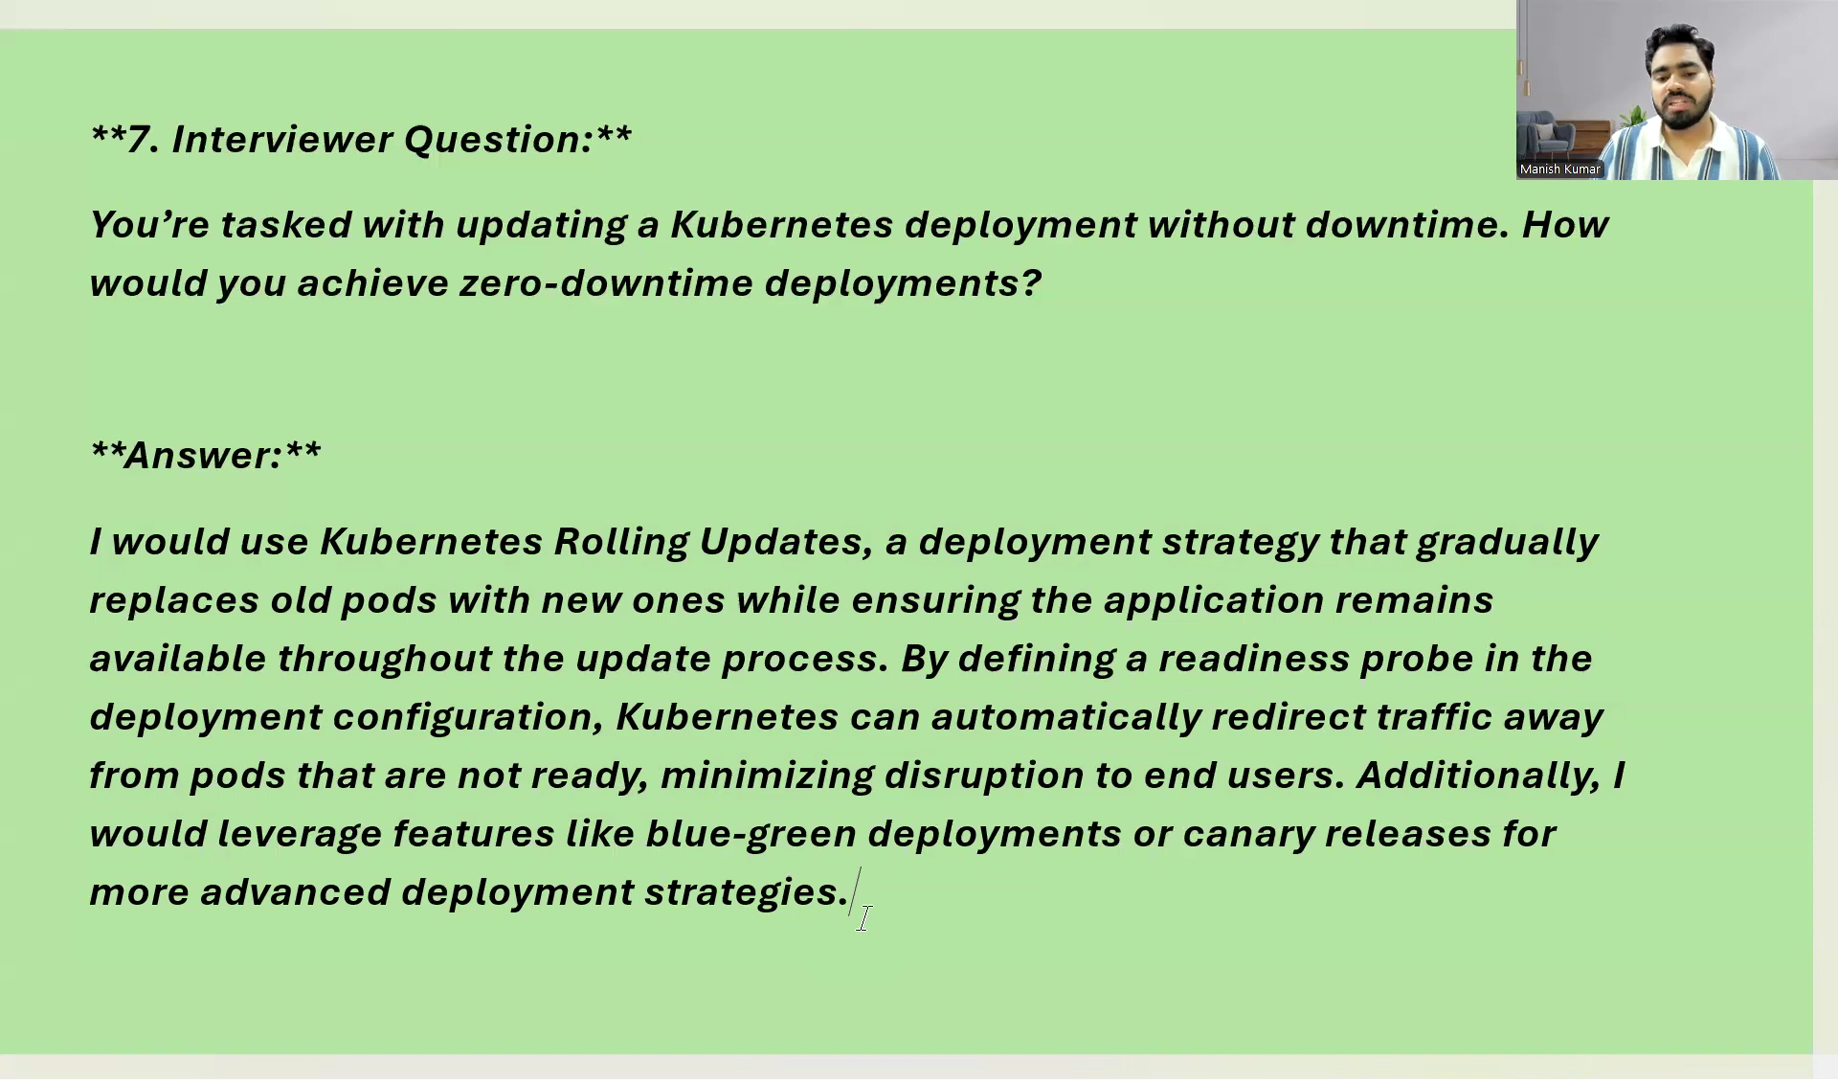 **7. Interviewer Question:**
You’re tasked with updating a Kubernetes deployment without downtime. How
would you achieve zero-downtime deployments?
**Answer:**
I would use Kubernetes Rolling Updates, a deployment strategy that gradually
replaces old pods with new ones while ensuring the application remains
available throughout the update process. By defining a readiness probe in the
deployment configuration, Kubernetes can automatically redirect traffic away
from pods that are not ready, minimizing disruption to end users. Additionally, I
would leverage features like blue-green deployments or canary releases for
more advanced deployment strategies.
Manish Kumar